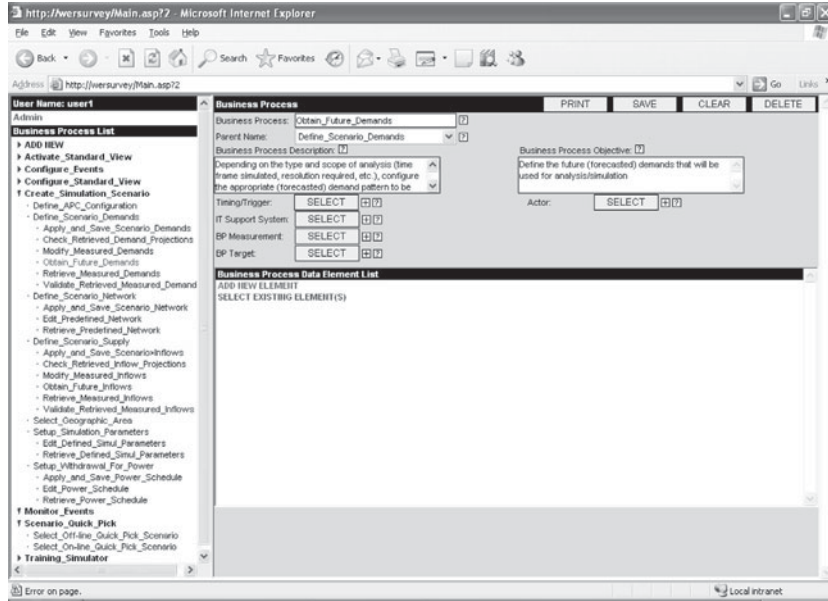 http://wersurvey/Main.asp?2 - Microsoft Internet Explorer
File Edit View Favorites Tools Help
Back Search Favorites
Address http://wersurvey/Main.asp?2 Go Links
User Name: user1
Admin
Business Process List
ADD NEW
Activate_Standard_View
Configure_Events
Configure_Standard_View
Create_Simulation_Scenario
Define_APC_Configuration
Define_Scenario_Demands
Apply_and_Save_Scenario_Demands
Check_Retrieved_Demand_Projections
Modify_Measured_Demands
Obtain_Future_Demands
Retrieve_Measured_Demands
Validate_Retrieved_Measured_Demand
Define_Scenario_Network
Apply_and_Save_Scenario_Network
Edit_Predefined_Network
Retrieve_Predefined_Network
Define_Scenario_Supply
Apply_and_Save_Scenario>Inflows
Check_Retrieved_Inflow_Projections
Modify_Measured_Inflows
Obtain_Future_Inflows
Retrieve_Measured_Inflows
Validate_Retrieved_Measured_Inflows
Select_Geographic_Area
Setup_Simulation_Parameters
Edit_Defined_Simul_Parameters
Retrieve_Defined_Simul_Parameters
Setup_Withdrawal_For_Power
Apply_and_Save_Power_Schedule
Edit_Power_Schedule
Retrieve_Power_Schedule
Monitor_Events
Scenario_Quick_Pick
Select_Off-line_Quick_Pick_Scenario
Select_On-line_Quick_Pick_Scenario
Training_Simulator
Business Process PRINT SAVE CLEAR DELETE
Business Process: Obtain_Future_Demands ?
Parent Name: Define_Scenario_Demands ?
Business Process Description: ?
Depending on the type and scope of analysis (time
frame simulated, resolution required, etc.), configure
the appropriate (forecasted) demand pattern to be
Business Process Objective: ?
Define the future (forecasted) demands that will be
used for analysis/simulation
Timing/Trigger: SELECT + ?
Actor: SELECT + ?
IT Support System: SELECT + ?
BP Measurement: SELECT + ?
BP Target: SELECT + ?
Business Process Data Element List
ADD NEW ELEMENT
SELECT EXISTING ELEMENT(S)
Error on page. Local intranet